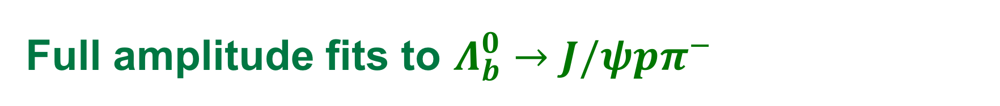 Full amplitude fits to Λ_b^0 → J/ψpπ^−